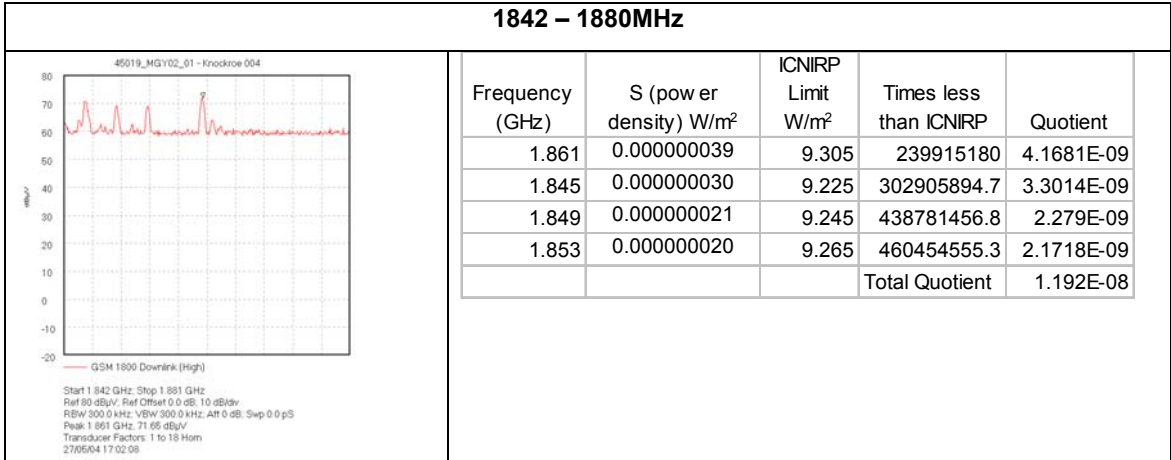 1842 – 1880MHz
45019_MGY02_01 - Knockroe 004
80
70
60
50
40
30
20
10
0
-10
-20
dBµV
GSM 1800 Downlink (High)
Start 1.842 GHz; Stop 1.881 GHz
Ref 80 dBµV; Ref Offset 0.0 dB; 10 dB/div
RBW 300.0 kHz; VBW 300.0 kHz; Att 0 dB; Swp 0.0 pS
Peak 1.861 GHz, 71.65 dBµV
Transducer Factors: 1 to 18 Horn
27/05/04 17:02:08
Frequency (GHz) S (power density) W/m² ICNIRP Limit W/m² Times less than ICNIRP Quotient
1.861 0.000000039 9.305 239915180 4.1681E-09
1.845 0.000000030 9.225 302905894.7 3.3014E-09
1.849 0.000000021 9.245 438781456.8 2.279E-09
1.853 0.000000020 9.265 460454555.3 2.1718E-09
Total Quotient 1.192E-08